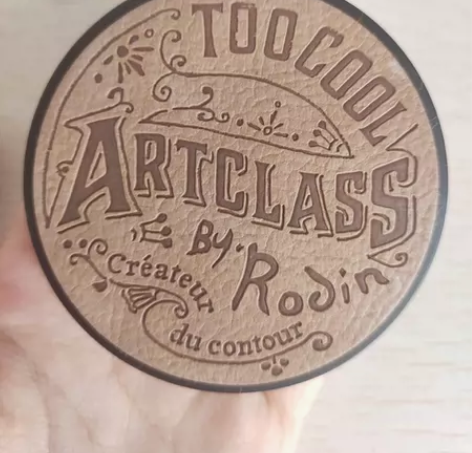 TOOCOOL
ARTCLASS
By. Rodin
Créateur
du contour